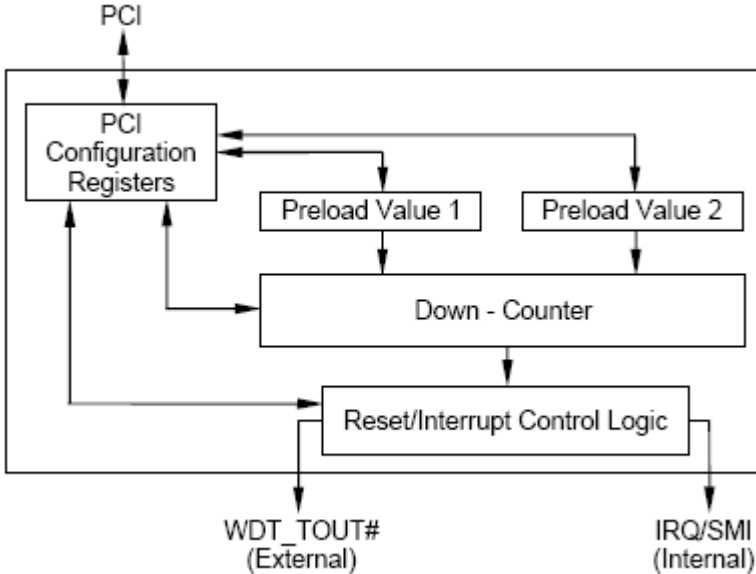 PCI
PCI
Configuration
Registers
Preload Value 1
Preload Value 2
Down - Counter
Reset/Interrupt Control Logic
WDT_TOUT#
(External)
IRQ/SMI
(Internal)